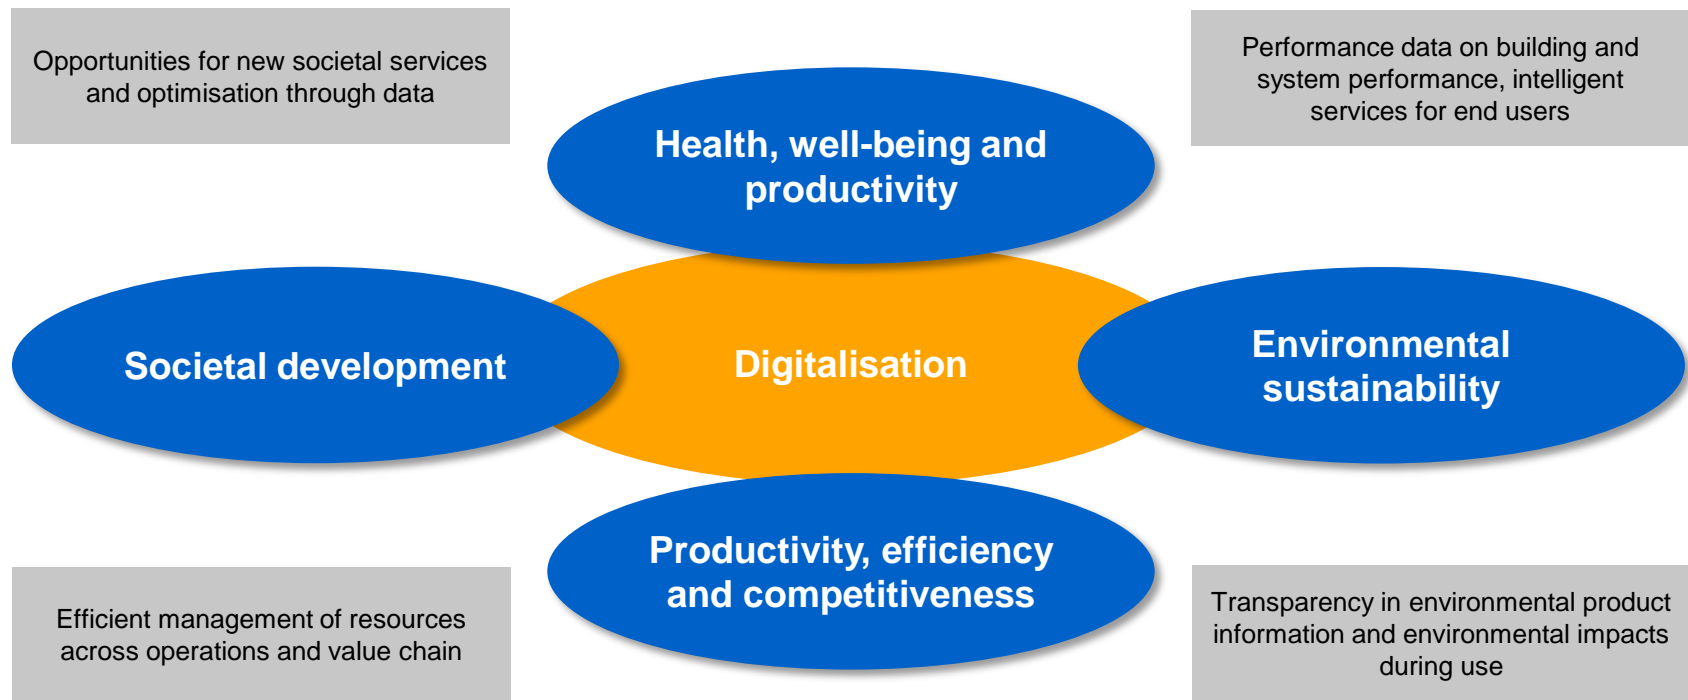 Opportunities for new societal services
and optimisation through data
Performance data on building and
system performance, intelligent
services for end users
Health, well-being and
productivity
Societal development
Digitalisation
Environmental
sustainability
Productivity, efficiency
and competitiveness
Efficient management of resources
across operations and value chain
Transparency in environmental product
information and environmental impacts
during use